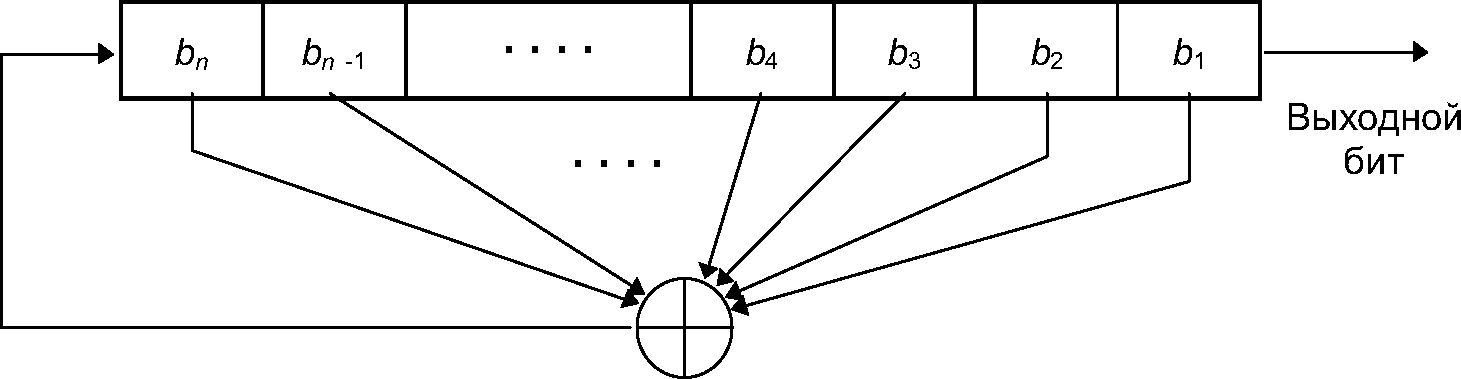 bn bn-1 · · · · b4 b3 b2 b1
· · · ·
Выходной
бит